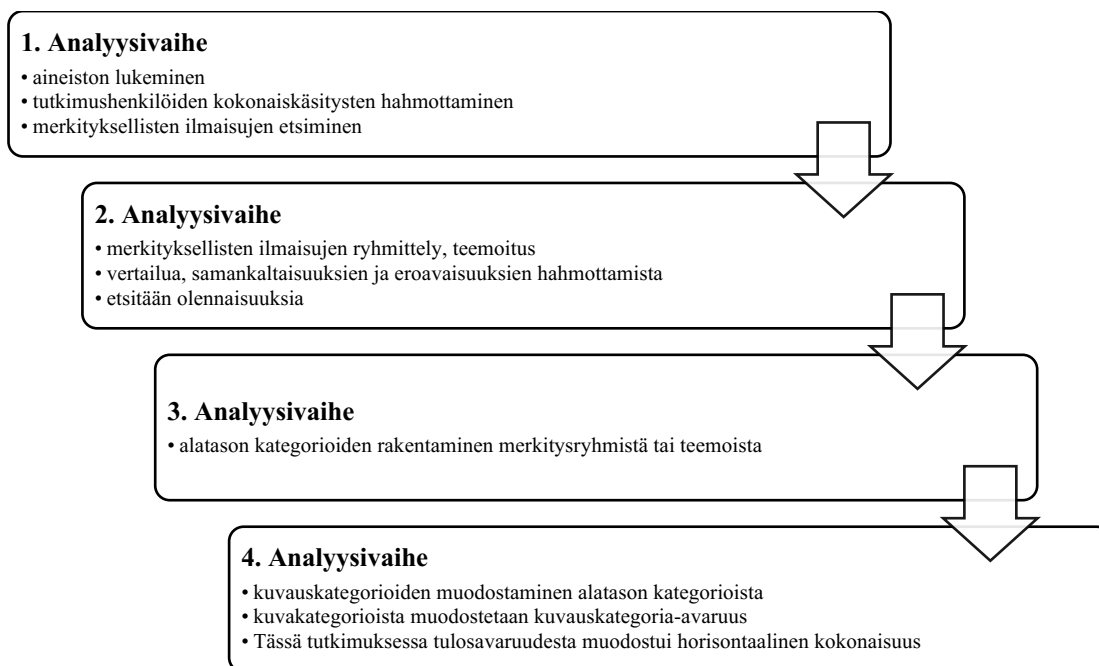 1. Analyysivaihe
• aineiston lukeminen
• tutkimushenkilöiden kokonaiskäsitysten hahmottaminen
• merkityksellisten ilmaisujen etsiminen
2. Analyysivaihe
• merkityksellisten ilmaisujen ryhmittely, teemoitus
• vertailua, samankaltaisuuksien ja eroavaisuuksien hahmottamista
• etsitään olennaisuuksia
3. Analyysivaihe
• alatason kategorioiden rakentaminen merkitysryhmistä tai teemoista
4. Analyysivaihe
• kuvauskategorioiden muodostaminen alatason kategorioista
• kuvakategorioista muodostetaan kuvauskategoria-avaruus
• Tässä tutkimuksessa tulosavaruudesta muodostui horisontaalinen kokonaisuus